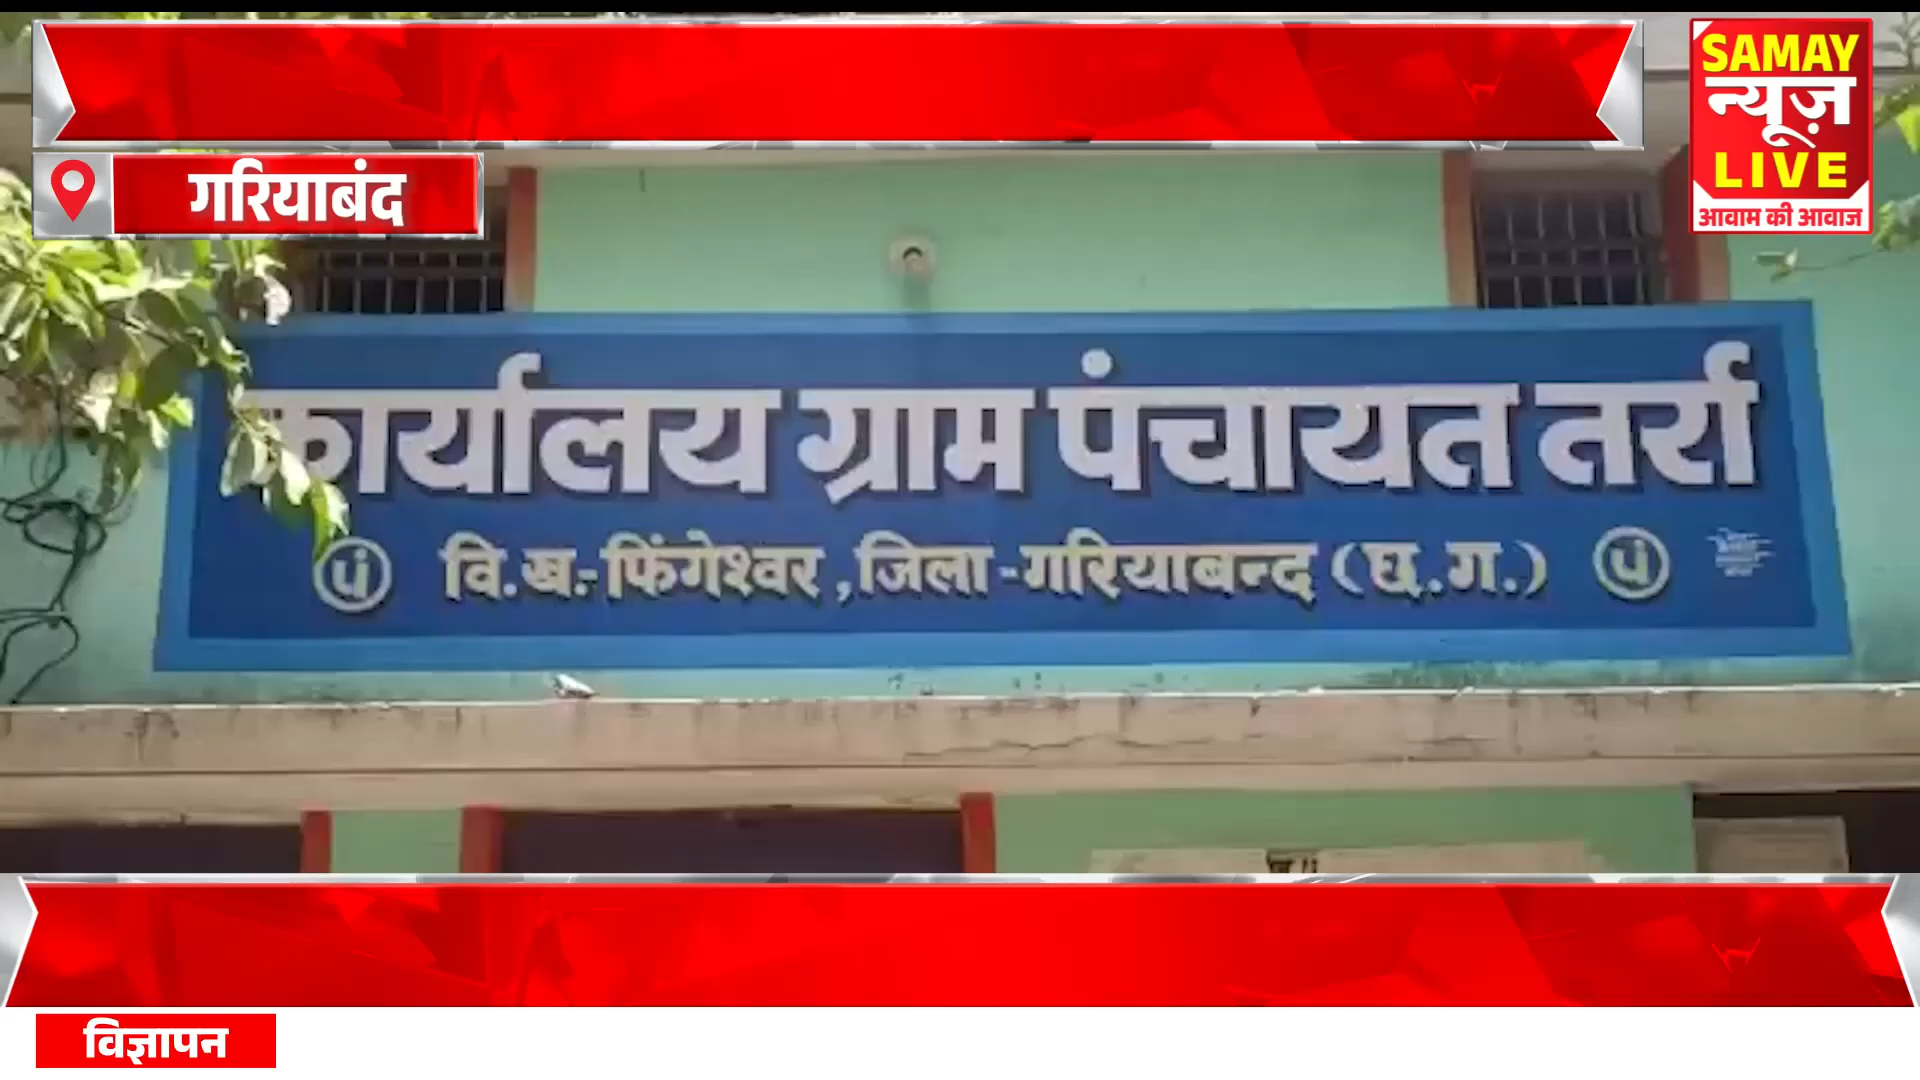 SAMAY
न्यूज़
LIVE
आवाम की आवाज
गरियाबंद
कार्यालय ग्राम पंचायत तर्रा
पं वि.ख.-फिंगेश्वर, जिला-गरियाबन्द (छ.ग.) पं
विज्ञापन